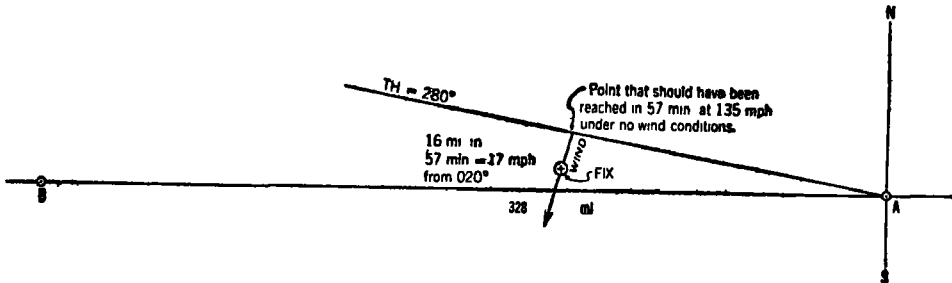 N
TH = 280°
Point that should have been
reached in 57 min at 135 mph
under no wind conditions.
16 mi in
57 min = 17 mph
from 020°
WIND
FIX
B
328 mi
A
S